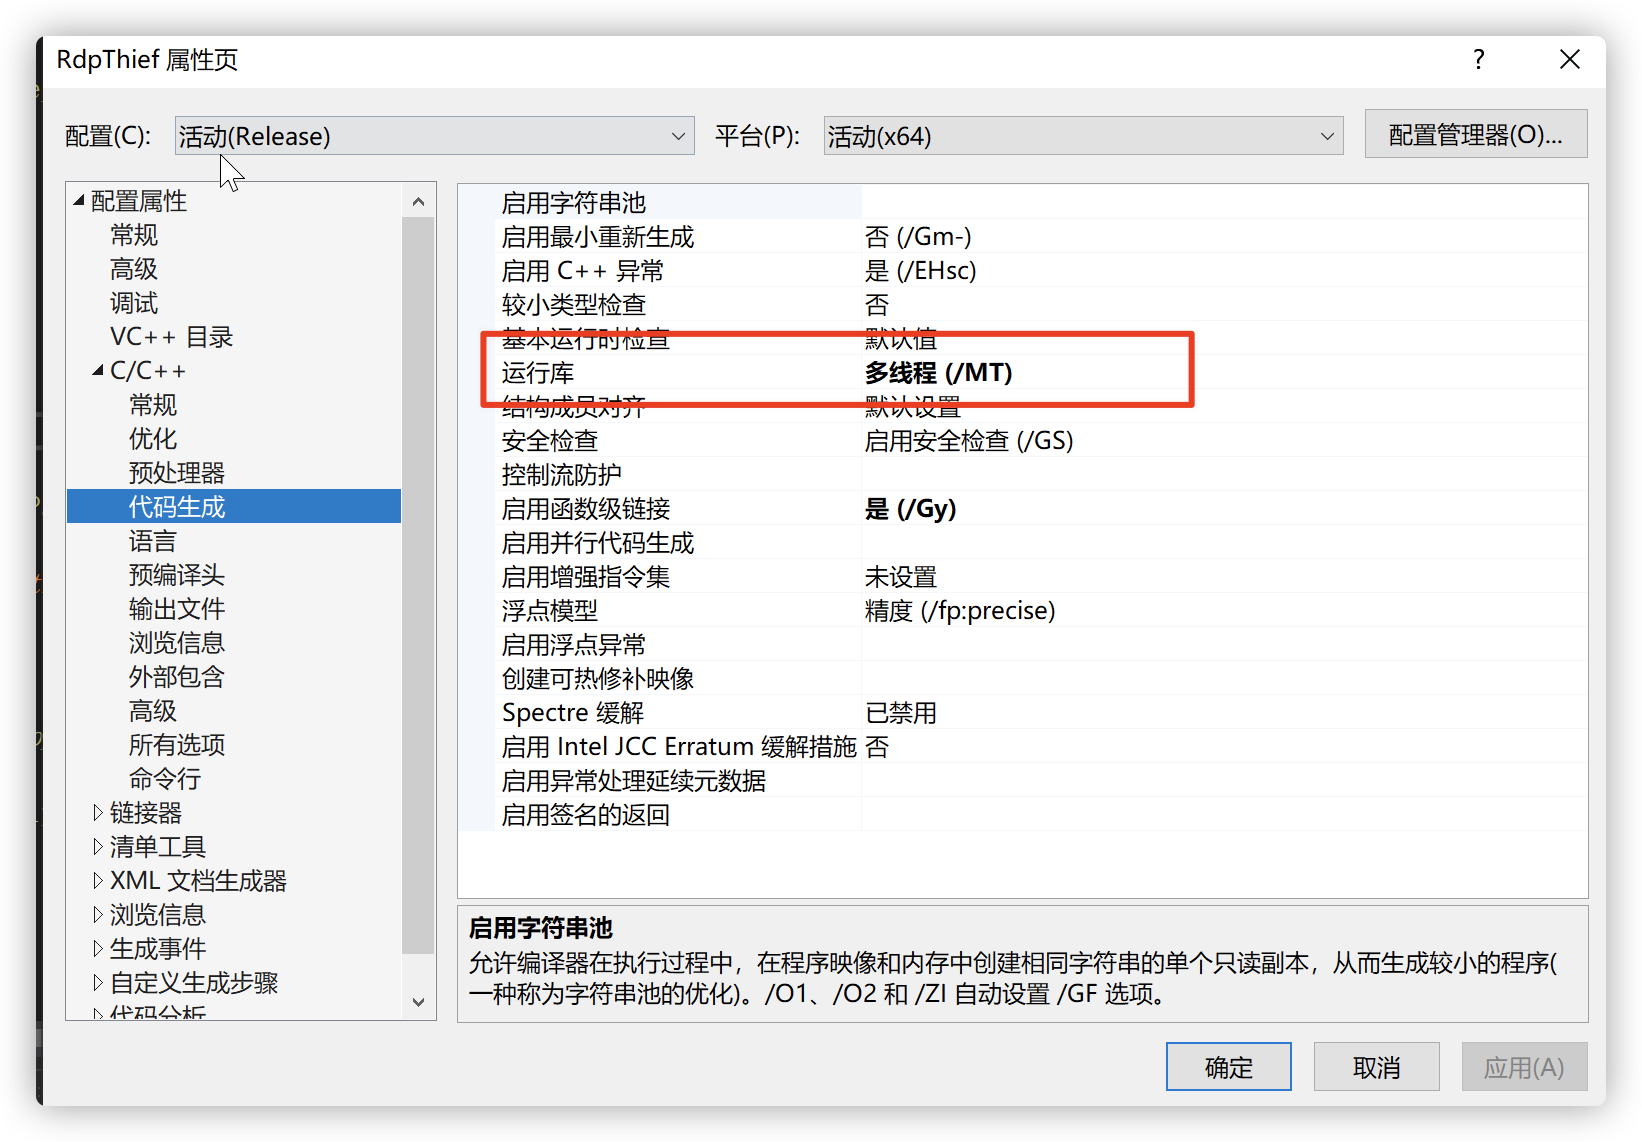 RdpThief 属性页
?
配置(C):
活动(Release)
平台(P):
活动(x64)
配置管理器(O)...
配置属性
常规
高级
调试
VC++ 目录
C/C++
常规
优化
预处理器
代码生成
语言
预编译头
输出文件
浏览信息
外部包含
高级
所有选项
命令行
链接器
清单工具
XML 文档生成器
浏览信息
生成事件
自定义生成步骤
代码分析
启用字符串池
启用最小重新生成 否 (/Gm-)
启用 C++ 异常 是 (/EHsc)
较小类型检查 否
基本运行时检查 默认值
运行库 多线程 (/MT)
结构成员对齐 默认设置
安全检查 启用安全检查 (/GS)
控制流防护
启用函数级链接 是 (/Gy)
启用并行代码生成
启用增强指令集 未设置
浮点模型 精度 (/fp:precise)
启用浮点异常
创建可热修补映像
Spectre 缓解 已禁用
启用 Intel JCC Erratum 缓解措施 否
启用异常处理延续元数据
启用签名的返回
启用字符串池
允许编译器在执行过程中，在程序映像和内存中创建相同字符串的单个只读副本，从而生成较小的程序(
一种称为字符串池的优化)。/O1、/O2 和 /ZI 自动设置 /GF 选项。
确定
取消
应用(A)